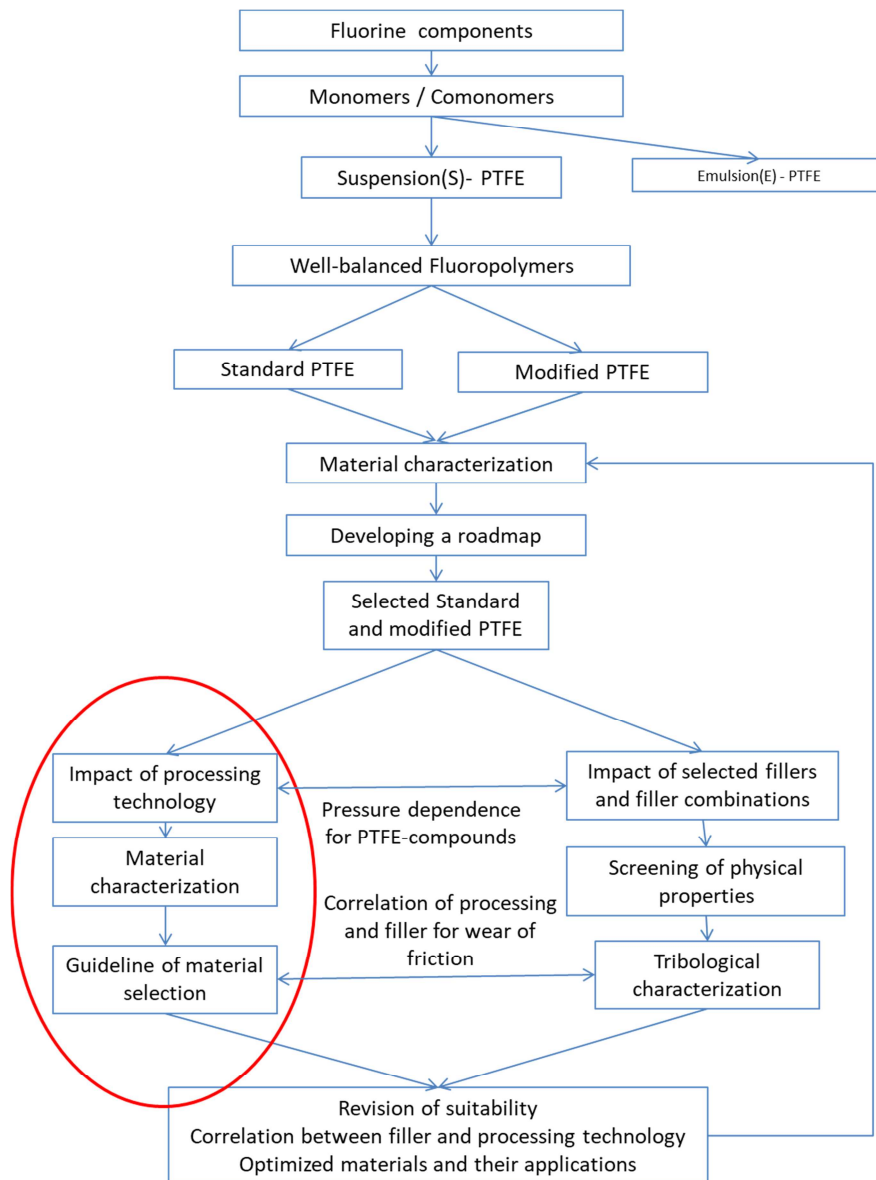 Fluorine components
Monomers / Comonomers
Suspension(S)- PTFE
Emulsion(E) - PTFE
Well-balanced Fluoropolymers
Standard PTFE
Modified PTFE
Material characterization
Developing a roadmap
Selected Standard
and modified PTFE
Impact of processing
technology
Impact of selected fillers
and filler combinations
Pressure dependence
for PTFE-compounds
Material
characterization
Screening of physical
properties
Correlation of processing
and filler for wear of
friction
Guideline of material
selection
Tribological
characterization
Revision of suitability
Correlation between filler and processing technology
Optimized materials and their applications